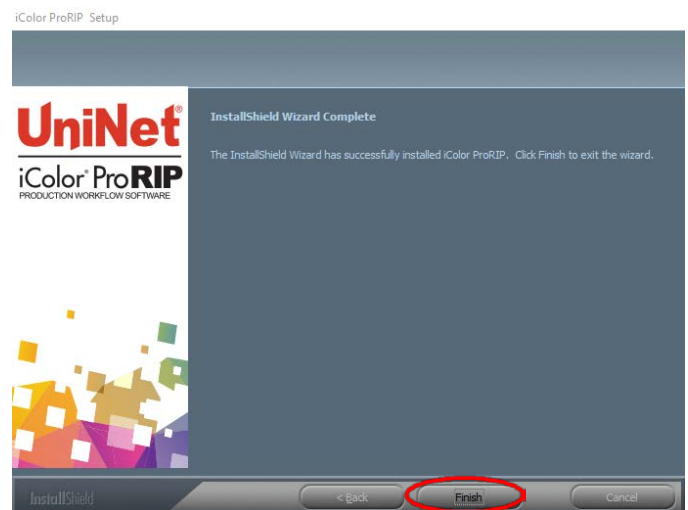 iColor ProRIP Setup
UniNet®
iColor® ProRIP
PRODUCTION WORKFLOW SOFTWARE
InstallShield Wizard Complete
The InstallShield Wizard has successfully installed iColor ProRIP. Click Finish to exit the wizard.
InstallShield
< Back
Finish
Cancel